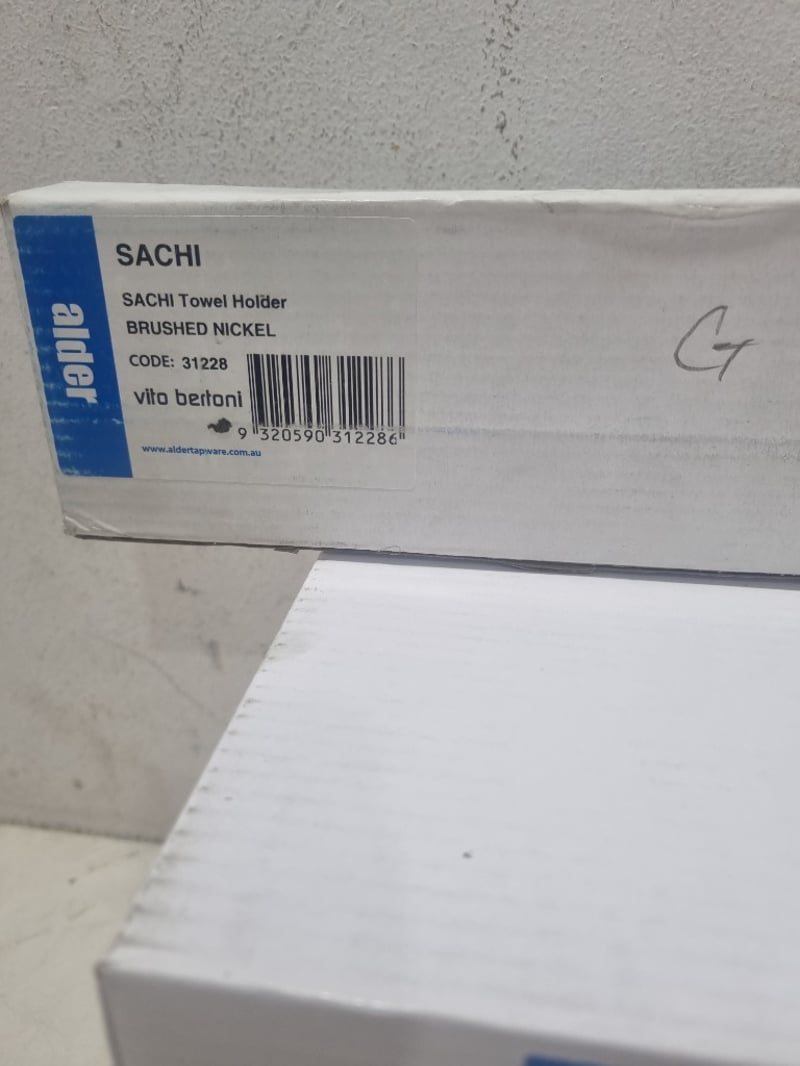 alder
SACHI
SACHI Towel Holder
BRUSHED NICKEL
CODE: 31228
vito bertoni
9 320590 312286
www.aldertapware.com.au
G